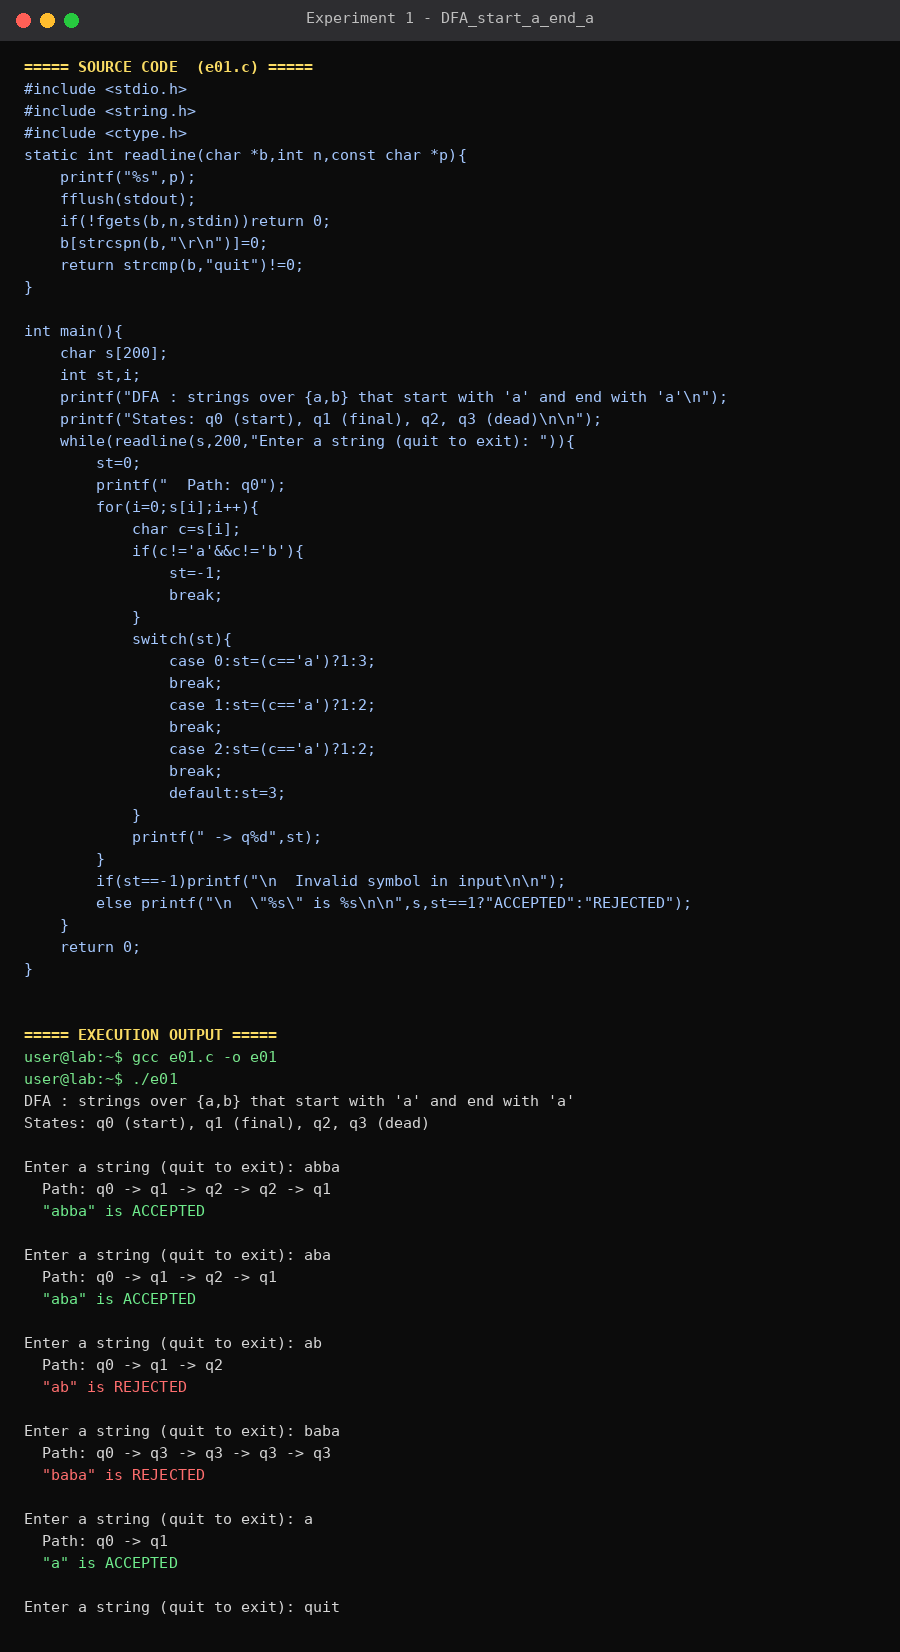 Experiment 1 - DFA_start_a_end_a
===== SOURCE CODE  (e01.c) =====
#include <stdio.h>
#include <string.h>
#include <ctype.h>
static int readline(char *b,int n,const char *p){
    printf("%s",p);
    fflush(stdout);
    if(!fgets(b,n,stdin))return 0;
    b[strcspn(b,"\r\n")]=0;
    return strcmp(b,"quit")!=0;
}

int main(){
    char s[200];
    int st,i;
    printf("DFA : strings over {a,b} that start with 'a' and end with 'a'\n");
    printf("States: q0 (start), q1 (final), q2, q3 (dead)\n\n");
    while(readline(s,200,"Enter a string (quit to exit): ")){
        st=0;
        printf("  Path: q0");
        for(i=0;s[i];i++){
            char c=s[i];
            if(c!='a'&&c!='b'){
                st=-1;
                break;
            }
            switch(st){
                case 0:st=(c=='a')?1:3;
                break;
                case 1:st=(c=='a')?1:2;
                break;
                case 2:st=(c=='a')?1:2;
                break;
                default:st=3;
            }
            printf(" -> q%d",st);
        }
        if(st==-1)printf("\n  Invalid symbol in input\n\n");
        else printf("\n  \"%s\" is %s\n\n",s,st==1?"ACCEPTED":"REJECTED");
    }
    return 0;
}

===== EXECUTION OUTPUT =====
user@lab:~$ gcc e01.c -o e01
user@lab:~$ ./e01
DFA : strings over {a,b} that start with 'a' and end with 'a'
States: q0 (start), q1 (final), q2, q3 (dead)

Enter a string (quit to exit): abba
  Path: q0 -> q1 -> q2 -> q2 -> q1
  "abba" is ACCEPTED

Enter a string (quit to exit): aba
  Path: q0 -> q1 -> q2 -> q1
  "aba" is ACCEPTED

Enter a string (quit to exit): ab
  Path: q0 -> q1 -> q2
  "ab" is REJECTED

Enter a string (quit to exit): baba
  Path: q0 -> q3 -> q3 -> q3 -> q3
  "baba" is REJECTED

Enter a string (quit to exit): a
  Path: q0 -> q1
  "a" is ACCEPTED

Enter a string (quit to exit): quit